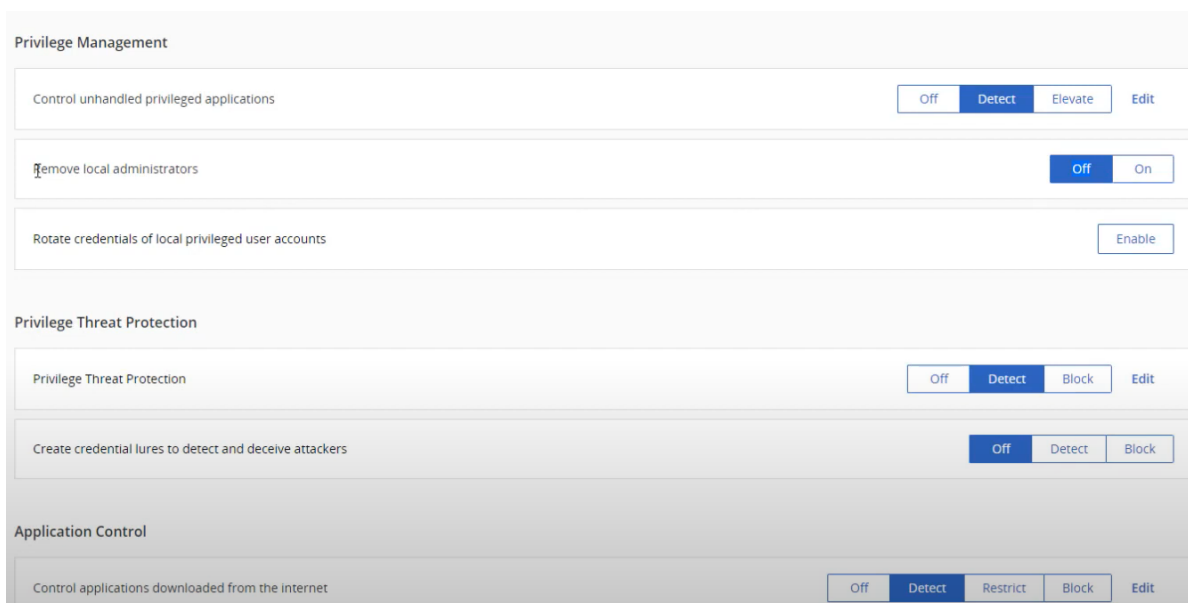 Privilege Management
Control unhandled privileged applications Off Detect Elevate Edit
Remove local administrators Off On
Rotate credentials of local privileged user accounts Enable
Privilege Threat Protection
Privilege Threat Protection Off Detect Block Edit
Create credential lures to detect and deceive attackers Off Detect Block
Application Control
Control applications downloaded from the internet Off Detect Restrict Block Edit